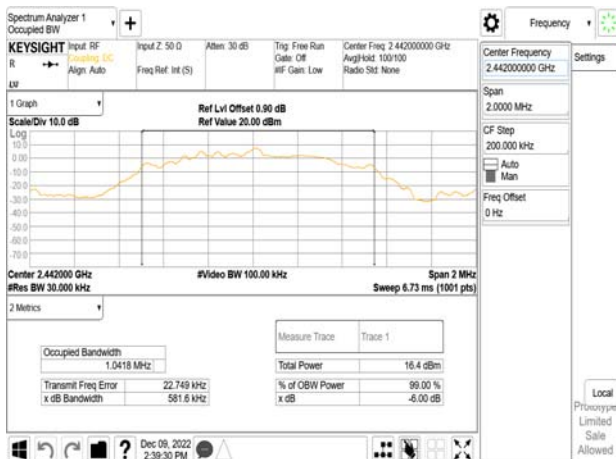 Spectrum Analyzer 1
Occupied BW
Frequency
KEYSIGHT
Input: RF
Coupling: DC
Align: Auto
Input Z: 50 Ω
Freq Ref: Int (S)
Atten: 30 dB
Trig: Free Run
Gate: Off
#IF Gain: Low
Center Freq: 2.442000000 GHz
Avg|Hold: 100/100
Radio Std: None
R
LVI
1 Graph
Scale/Div 10.0 dB
Ref Lvl Offset 0.90 dB
Ref Value 20.00 dBm
Log
10.0
0.00
-10.0
-20.0
-30.0
-40.0
-50.0
-60.0
-70.0
Center 2.442000 GHz
#Res BW 30.000 kHz
#Video BW 100.00 kHz
Span 2 MHz
Sweep 6.73 ms (1001 pts)
2 Metrics
Measure Trace
Trace 1
Occupied Bandwidth
1.0418 MHz
Total Power
16.4 dBm
Transmit Freq Error
22.749 kHz
% of OBW Power
99.00 %
x dB Bandwidth
581.6 kHz
x dB
-6.00 dB
Dec 09, 2022
2:39:30 PM
Center Frequency
2.442000000 GHz
Settings
Span
2.0000 MHz
CF Step
200.000 kHz
Auto
Man
Freq Offset
0 Hz
Local
Prototype
Limited
Sale
Allowed